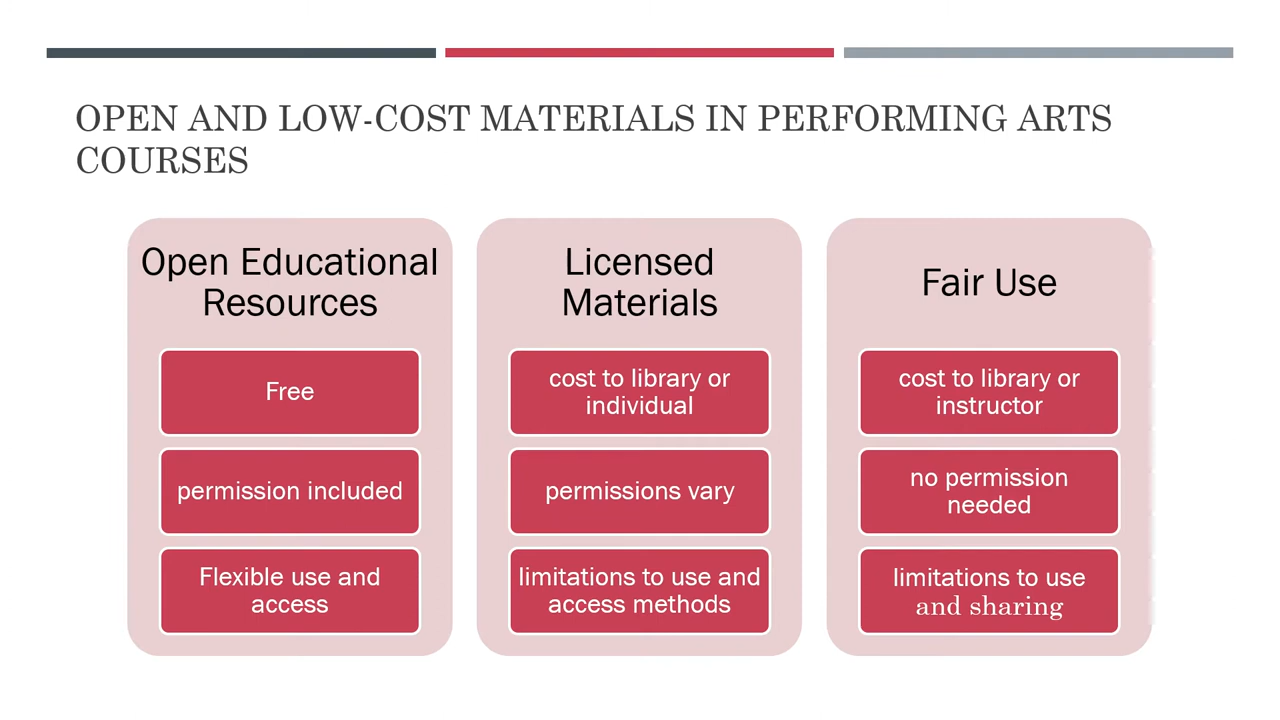 OPEN AND LOW-COST MATERIALS IN PERFORMING ARTS
COURSES
Open Educational
Resources
Free
permission included
Flexible use and
access
Licensed
Materials
cost to library or
individual
permissions vary
limitations to use and
access methods
Fair Use
cost to library or
instructor
no permission
needed
limitations to use
and sharing